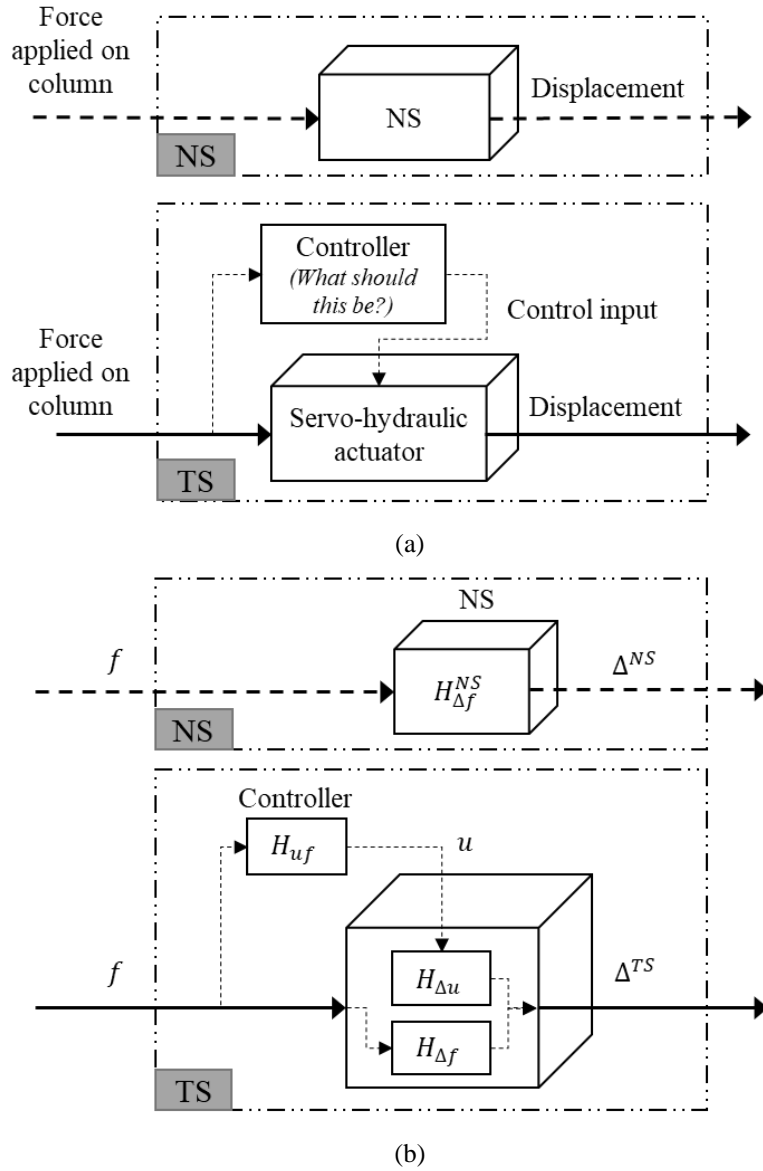 Force
applied on
column
NS
Displacement
NS
Controller
(What should
this be?)
Control input
Force
applied on
column
Servo-hydraulic
actuator
Displacement
TS
(a)
NS
f
H^{NS}_{Δf}
Δ^{NS}
NS
Controller
H_{uf}
u
f
H_{Δu}
H_{Δf}
Δ^{TS}
TS
(b)